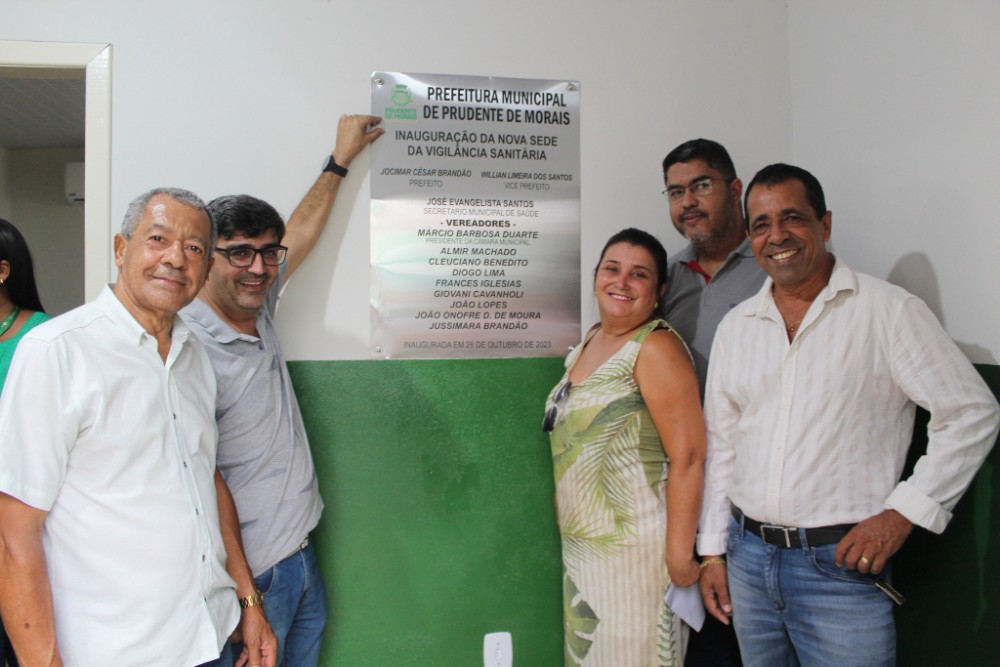 PRUDENTE
DE MORAIS
PREFEITURA MUNICIPAL
DE PRUDENTE DE MORAIS
INAUGURAÇÃO DA NOVA SEDE
DA VIGILÂNCIA SANITÁRIA
JOCIMAR CÉSAR BRANDÃO
PREFEITO
WILLIAN LIMEIRA DOS SANTOS
VICE PREFEITO
JOSÉ EVANGELISTA SANTOS
SECRETÁRIO MUNICIPAL DE SAÚDE
- VEREADORES -
MÁRCIO BARBOSA DUARTE
PRESIDENTE DA CÂMARA MUNICIPAL
ALMIR MACHADO
CLEUCIANO BENEDITO
DIOGO LIMA
FRANCES IGLESIAS
GIOVANI CAVANHOLI
JOÃO LOPES
JOÃO ONOFRE D. DE MOURA
JUSSIMARA BRANDÃO
INAUGURADA EM 26 DE OUTUBRO DE 2023